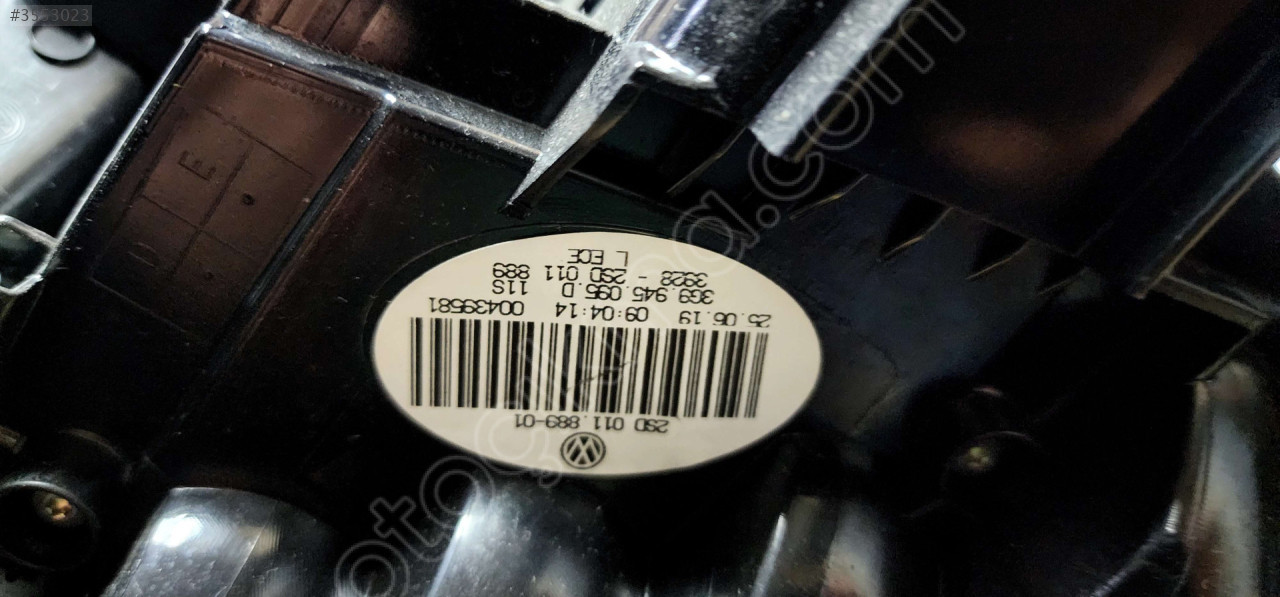 #3553023
2SD 011.889-01
25.06.19 09:04:14 00439581
3G9.945.095.D 11S
3928 - 2SD 011 889
L ECE
E
D